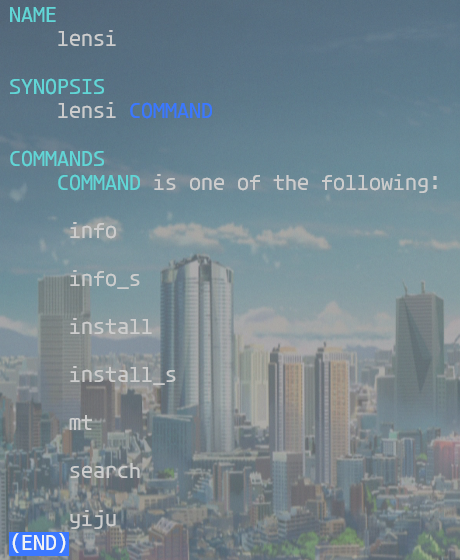 NAME
lensi
SYNOPSIS
lensi COMMAND
COMMANDS
COMMAND is one of the following:
info
info_s
install
install_s
mt
search
yiju
(END)